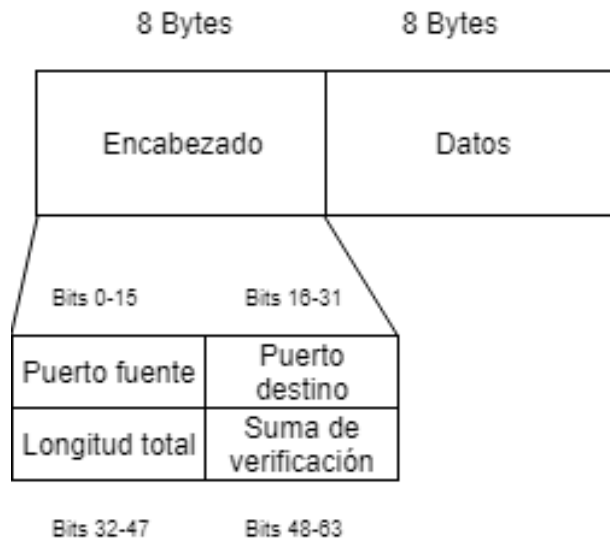 8 Bytes
8 Bytes
Encabezado
Datos
Bits 0-15
Bits 16-31
Puerto fuente
Puerto
destino
Longitud total
Suma de
verificación
Bits 32-47
Bits 48-63